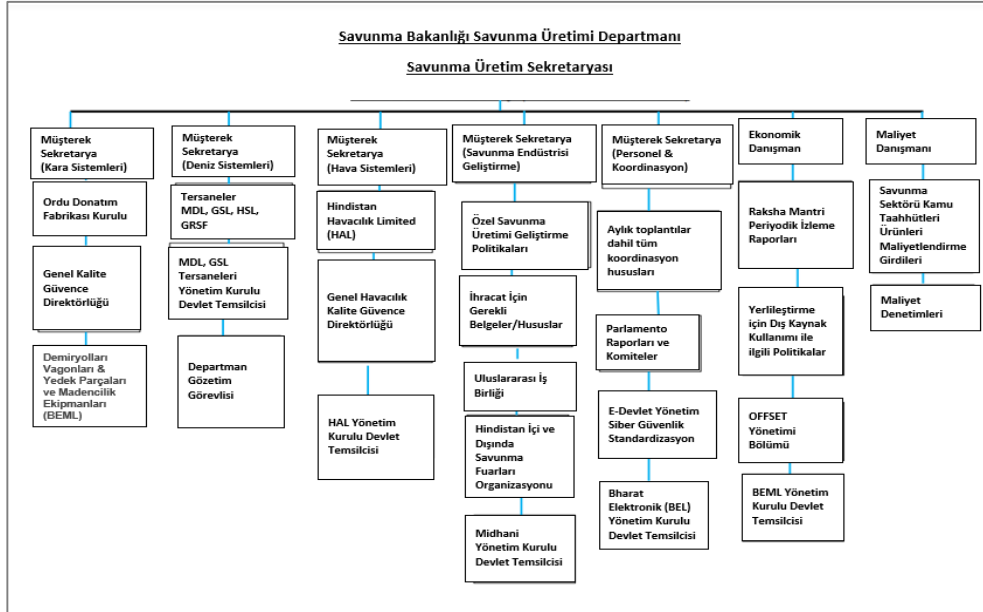 Savunma Bakanlığı Savunma Üretimi Departmanı
Savunma Üretim Sekretaryası
Müşterek
Sekretarya
(Kara Sistemleri)
Ordu Donatım
Fabrikası Kurulu
Genel Kalite
Güvence
Direktörlüğü
Demiryolları
Vagonları &
Yedek Parçaları
ve Madencilik
Ekipmanları
(BEML)
Müşterek
Sekretarya
(Deniz Sistemleri)
Tersaneler
MDL, GSL, HSL,
GRSF
MDL, GSL
Tersaneleri
Yönetim Kurulu
Devlet Temsilcisi
Departman
Gözetim
Görevlisi
Müşterek
Sekretarya
(Hava Sistemleri)
Hindistan
Havacılık Limited
(HAL)
Genel Havacılık
Kalite Güvence
Direktörlüğü
HAL Yönetim
Kurulu Devlet
Temsilcisi
Müşterek Sekretarya
(Savunma Endüstrisi
Geliştirme)
Özel Savunma
Üretimi Geliştirme
Politikaları
İhracat İçin
Gerekli
Belgeler/Hususlar
Uluslararası İş
Birliği
Hindistan İçi ve
Dışında
Savunma
Fuarları
Organizasyonu
Midhani
Yönetim Kurulu
Devlet Temsilcisi
Müşterek Sekretarya
(Personel &
Koordinasyon)
Aylık toplantılar
dahil tüm
koordinasyon
hususları
Parlamento
Raporları ve
Komiteler
E-Devlet Yönetim
Siber Güvenlik
Standardizasyon
Bharat
Elektronik (BEL)
Yönetim Kurulu
Devlet Temsilcisi
Ekonomik
Danışman
Raksha Mantri
Periyodik İzleme
Raporları
Yerlileştirme
için Dış Kaynak
Kullanımı ile
ilgili Politikalar
OFFSET
Yönetimi
Bölümü
BEML Yönetim
Kurulu Devlet
Temsilcisi
Maliyet
Danışmanı
Savunma
Sektörü Kamu
Taahhütleri
Ürünleri
Maliyetlendirme
Girdileri
Maliyet
Denetimleri